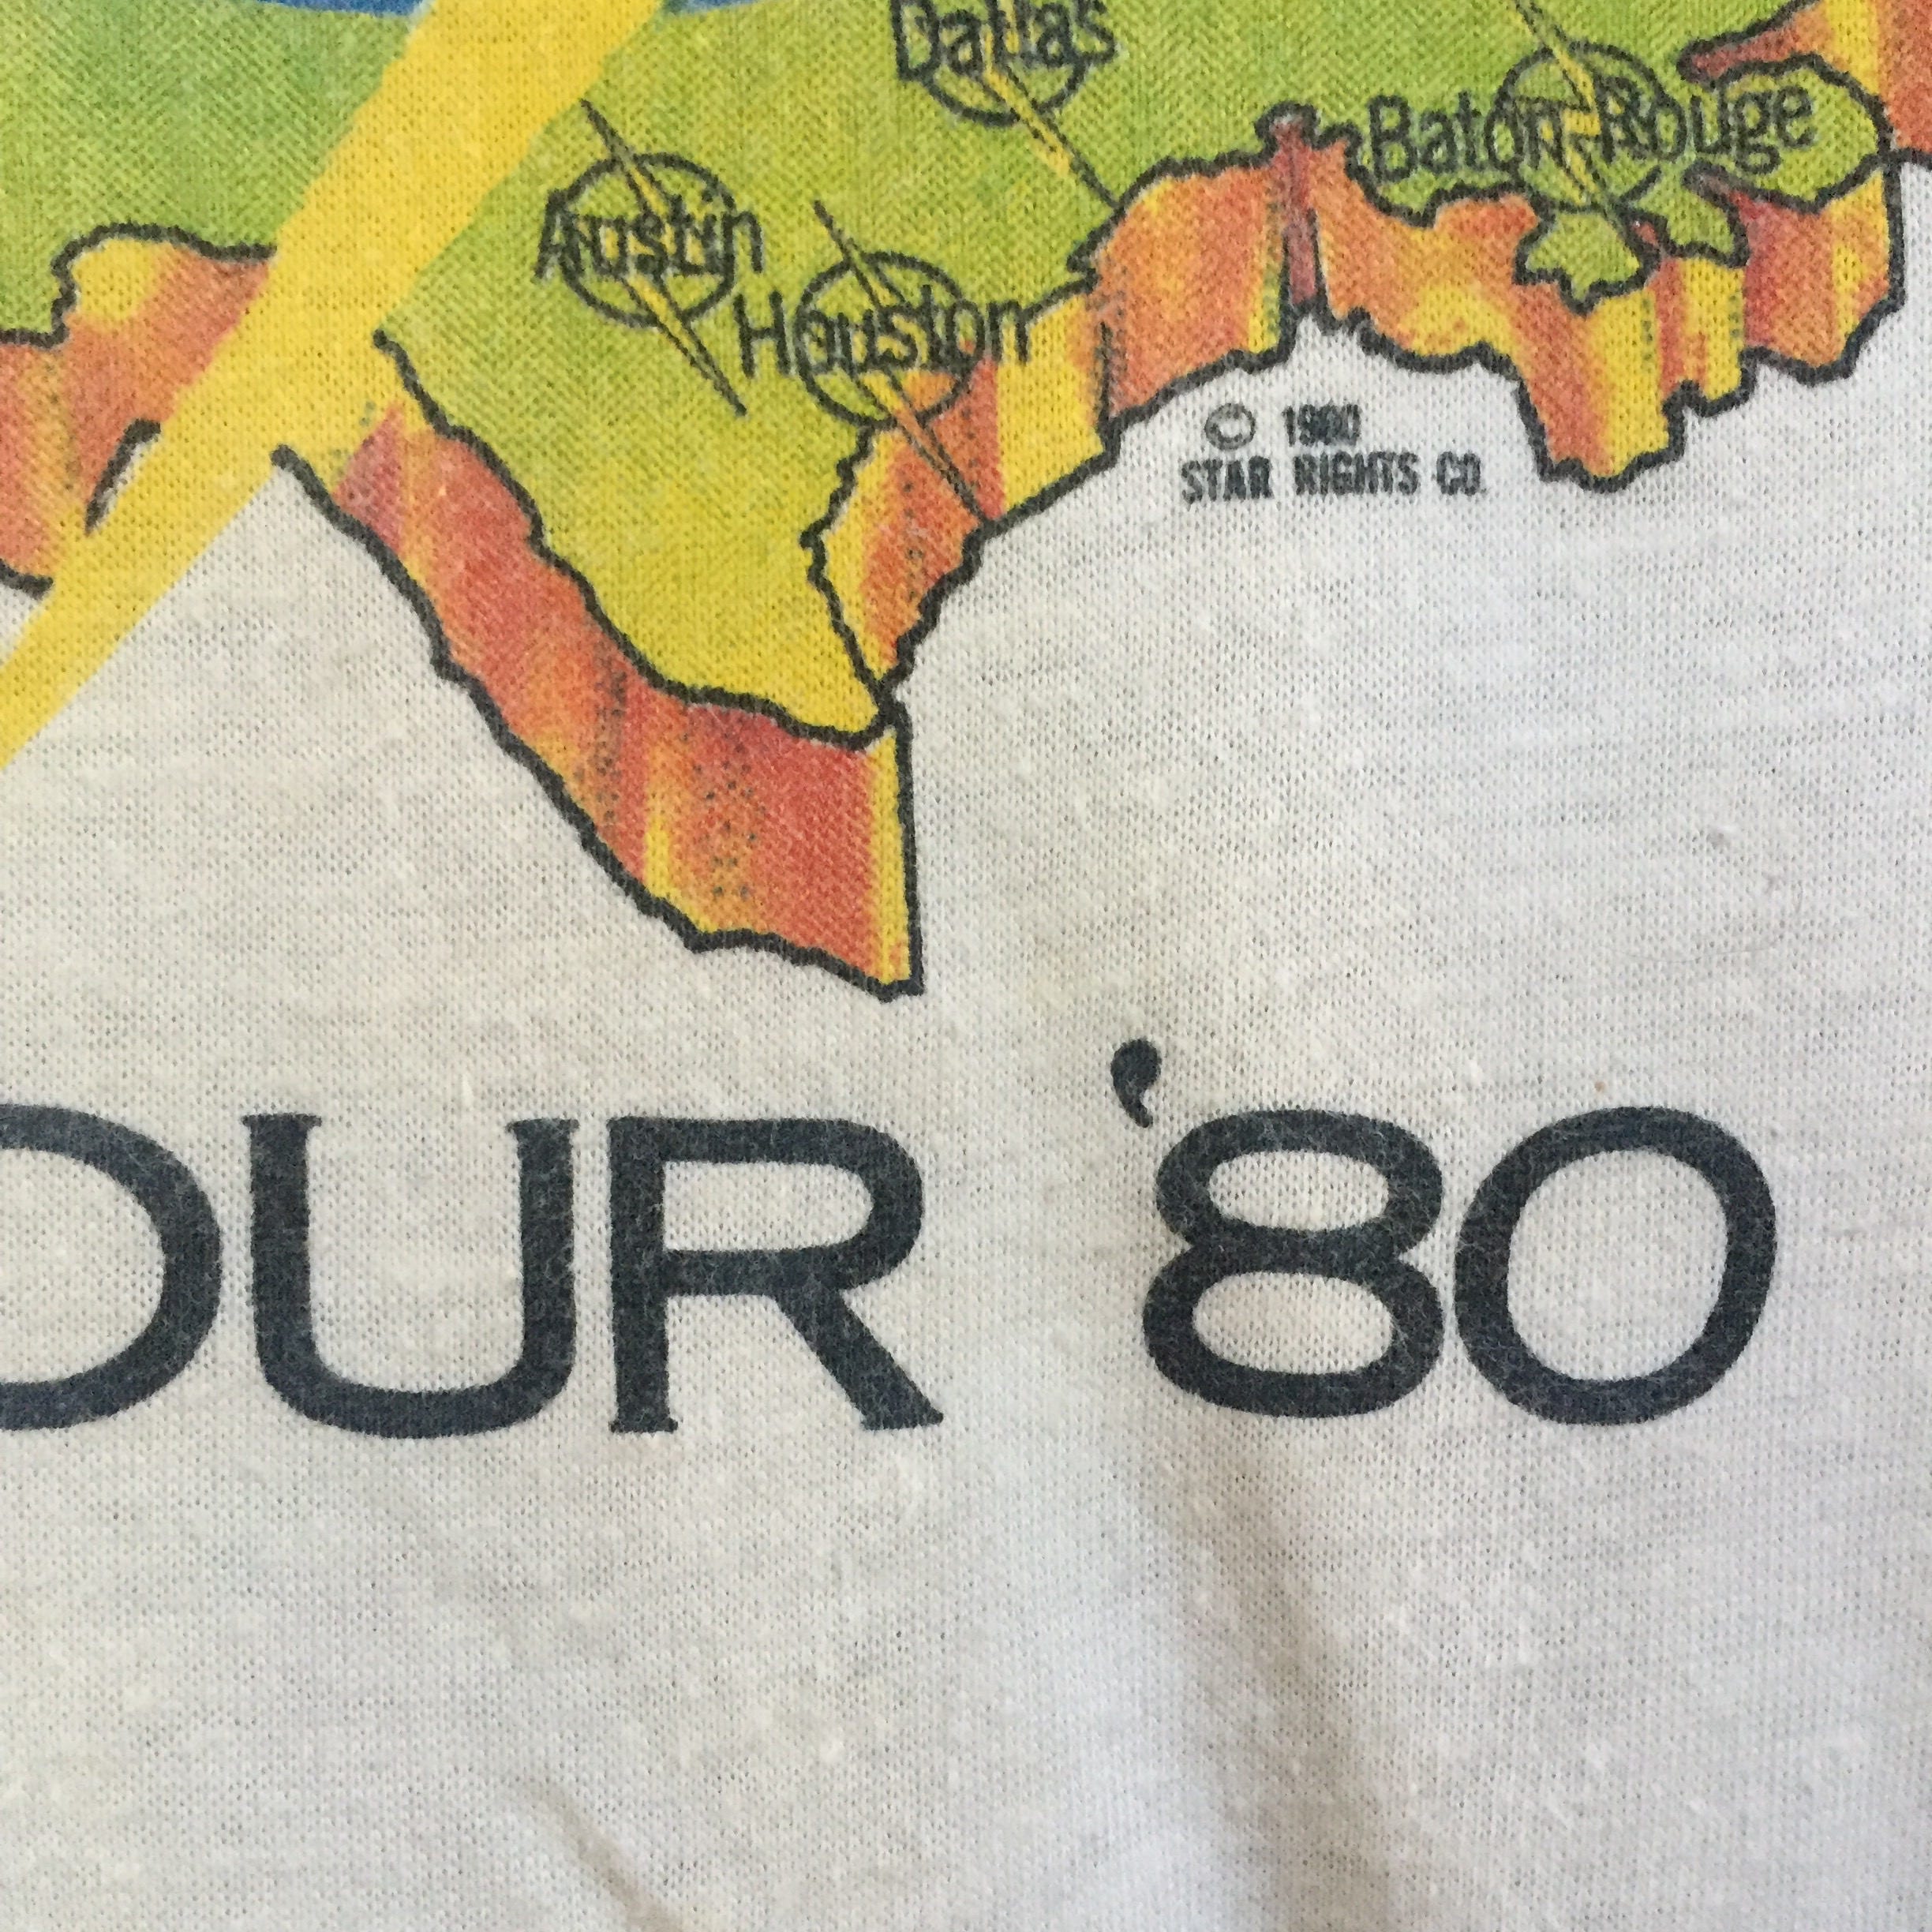 Dallas
Baton Rouge
Austin
Houston
© 1980
STAR RIGHTS CO.
OUR '80